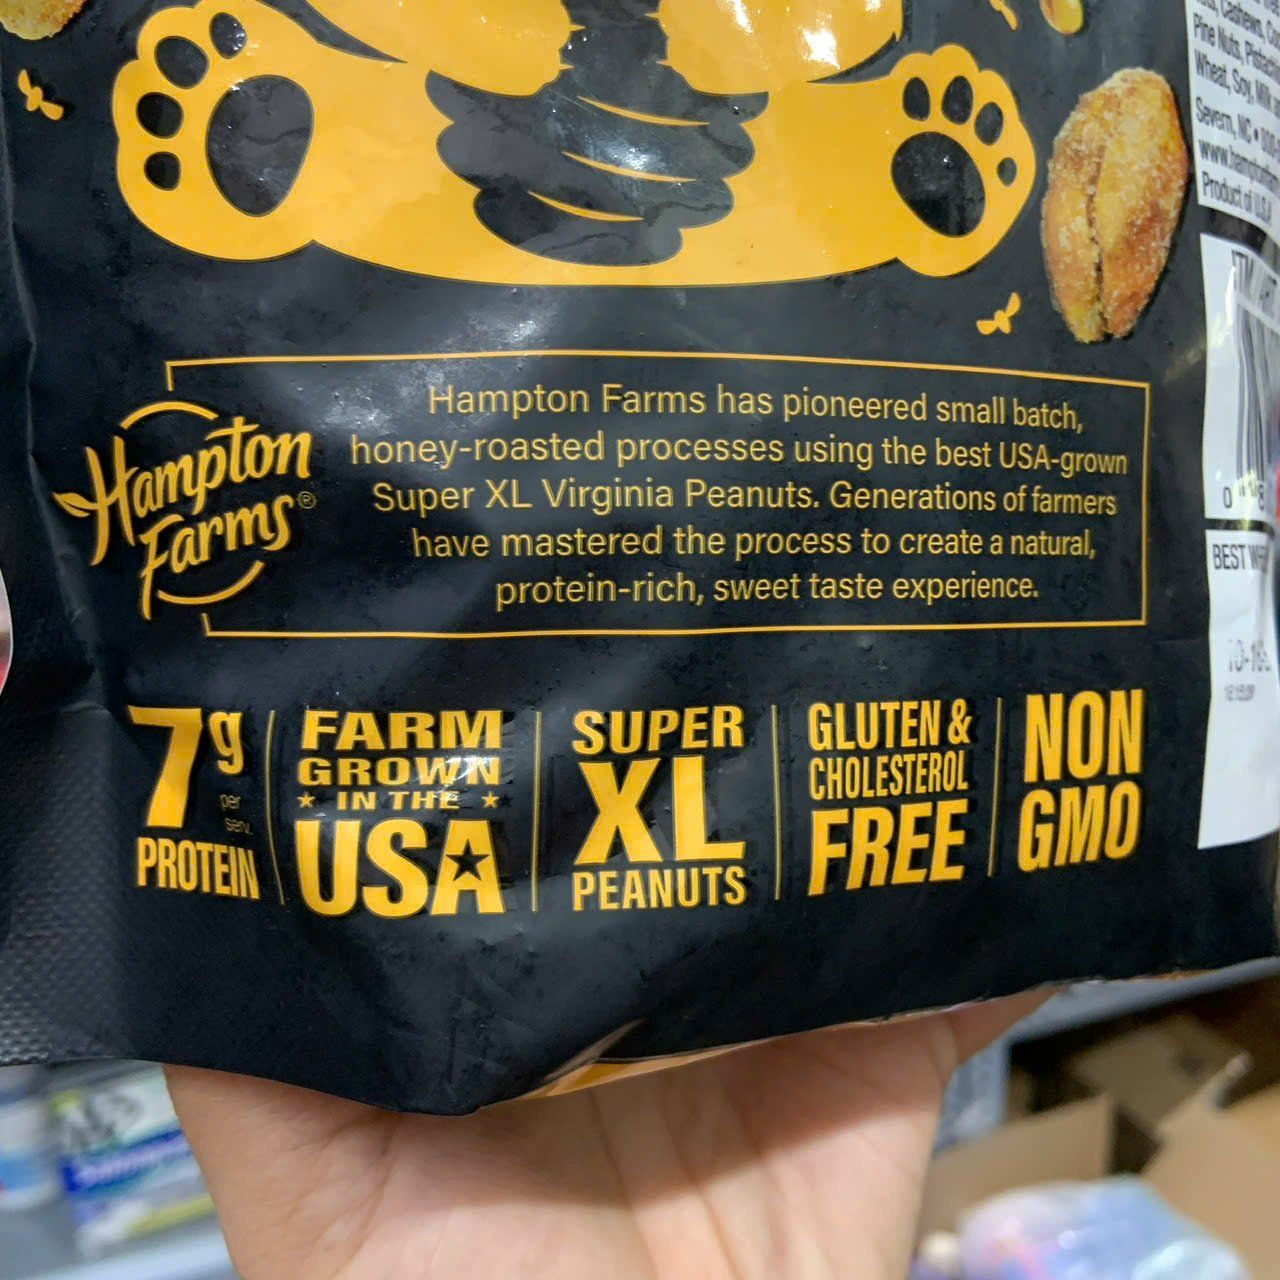 Cashews,
Pine Nuts,
Wheat, Soy, Milk
Severn, NC •
Product of U.S.A.
Hampton
Farms®
Hampton Farms has pioneered small batch,
honey-roasted processes using the best USA-grown
Super XL Virginia Peanuts. Generations of farmers
have mastered the process to create a natural,
protein-rich, sweet taste experience.
BEST
7g
per
serv.
PROTEIN
FARM
GROWN
★ IN THE ★
USA
SUPER
XL
PEANUTS
GLUTEN &
CHOLESTEROL
FREE
NON
GMO